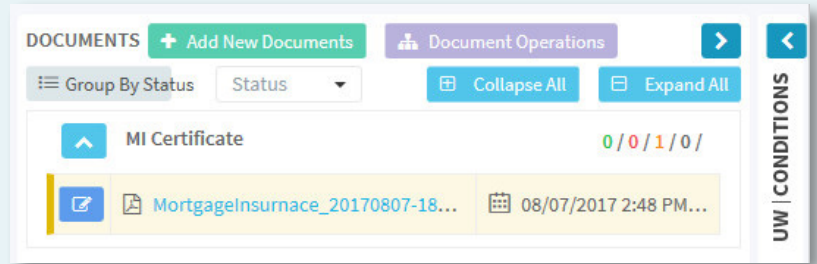 DOCUMENTS Add New Documents Document Operations
Group By Status Status Collapse All Expand All
MI Certificate 0/0/1/0/
MortgageInsurnace_20170807-18... 08/07/2017 2:48 PM...
UW | CONDITIONS